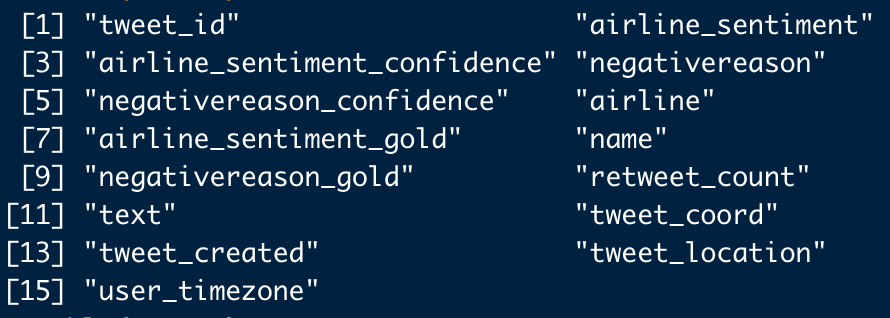 [1] "tweet_id" "airline_sentiment"
[3] "airline_sentiment_confidence" "negativereason"
[5] "negativereason_confidence" "airline"
[7] "airline_sentiment_gold" "name"
[9] "negativereason_gold" "retweet_count"
[11] "text" "tweet_coord"
[13] "tweet_created" "tweet_location"
[15] "user_timezone"